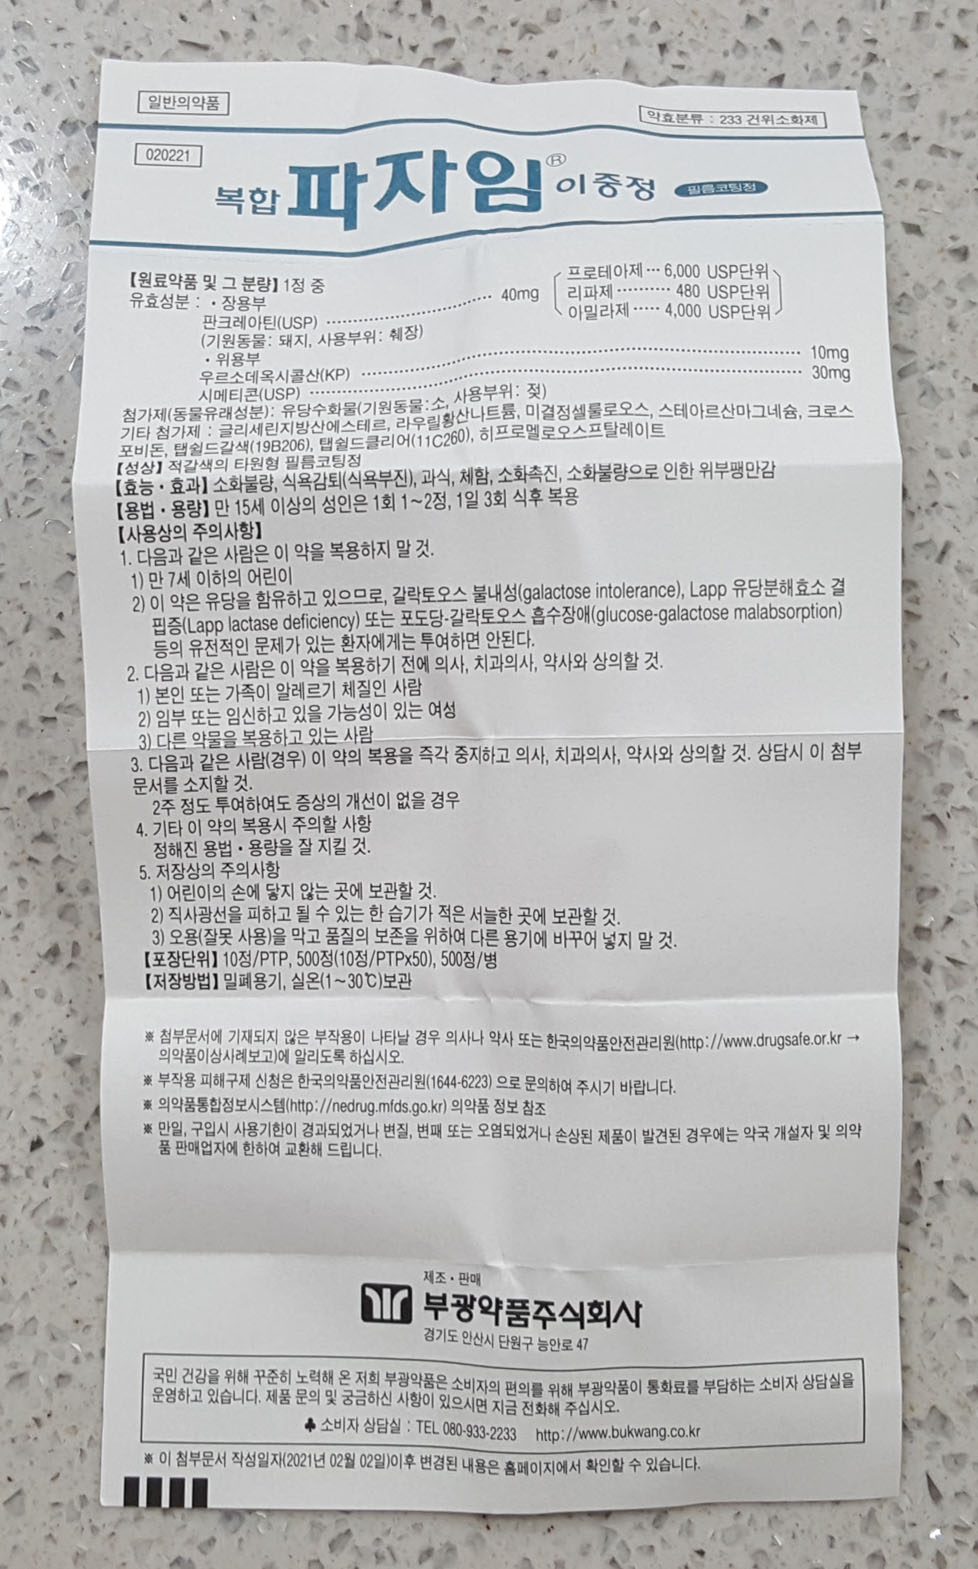 일반의약품
약효분류 : 233 건위소화제
020221
복합 파자임® 이중정 필름코팅정
【원료약품 및 그 분량】 1정 중
유효성분 : • 장용부
판크레아틴(USP) ·························· 40mg
프로테아제 ··· 6,000 USP단위
리파제 ·········· 480 USP단위
아밀라제 ····· 4,000 USP단위
(기원동물: 돼지, 사용부위: 췌장)
• 위용부
우르소데옥시콜산(KP) ·························· 10mg
시메티콘(USP) ·························· 30mg
첨가제(동물유래성분): 유당수화물(기원동물:소, 사용부위: 젖)
기타 첨가제 : 글리세린지방산에스테르, 라우릴황산나트륨, 미결정셀룰로오스, 스테아르산마그네슘, 크로스
포비돈, 탭쉴드갈색(19B206), 탭쉴드클리어(11C260), 히프로멜로오스프탈레이트
【성상】 적갈색의 타원형 필름코팅정
【효능 • 효과】 소화불량, 식욕감퇴(식욕부진), 과식, 체함, 소화촉진, 소화불량으로 인한 위부팽만감
【용법 • 용량】 만 15세 이상의 성인은 1회 1~2정, 1일 3회 식후 복용
【사용상의 주의사항】
1. 다음과 같은 사람은 이 약을 복용하지 말 것.
1) 만 7세 이하의 어린이
2) 이 약은 유당을 함유하고 있으므로, 갈락토오스 불내성(galactose intolerance), Lapp 유당분해효소 결
핍증(Lapp lactase deficiency) 또는 포도당-갈락토오스 흡수장애(glucose-galactose malabsorption)
등의 유전적인 문제가 있는 환자에게는 투여하면 안된다.
2. 다음과 같은 사람은 이 약을 복용하기 전에 의사, 치과의사, 약사와 상의할 것.
1) 본인 또는 가족이 알레르기 체질인 사람
2) 임부 또는 임신하고 있을 가능성이 있는 여성
3) 다른 약물을 복용하고 있는 사람
3. 다음과 같은 사람(경우) 이 약의 복용을 즉각 중지하고 의사, 치과의사, 약사와 상의할 것. 상담시 이 첨부
문서를 소지할 것.
2주 정도 투여하여도 증상의 개선이 없을 경우
4. 기타 이 약의 복용시 주의할 사항
정해진 용법 • 용량을 잘 지킬 것.
5. 저장상의 주의사항
1) 어린이의 손에 닿지 않는 곳에 보관할 것.
2) 직사광선을 피하고 될 수 있는 한 습기가 적은 서늘한 곳에 보관할 것.
3) 오용(잘못 사용)을 막고 품질의 보존을 위하여 다른 용기에 바꾸어 넣지 말 것.
【포장단위】 10정/PTP, 500정(10정/PTPx50), 500정/병
【저장방법】 밀폐용기, 실온(1~30℃)보관
※ 첨부문서에 기재되지 않은 부작용이 나타날 경우 의사나 약사 또는 한국의약품안전관리원(http://www.drugsafe.or.kr →
의약품이상사례보고)에 알리도록 하십시오.
※ 부작용 피해구제 신청은 한국의약품안전관리원(1644-6223) 으로 문의하여 주시기 바랍니다.
※ 의약품통합정보시스템(http://nedrug.mfds.go.kr) 의약품 정보 참조
※ 만일, 구입시 사용기한이 경과되었거나 변질, 변패 또는 오염되었거나 손상된 제품이 발견된 경우에는 약국 개설자 및 의약
품 판매업자에 한하여 교환해 드립니다.
제조 • 판매
부광약품주식회사
경기도 안산시 단원구 능안로 47
국민 건강을 위해 꾸준히 노력해 온 저희 부광약품은 소비자의 편의를 위해 부광약품이 통화료를 부담하는 소비자 상담실을
운영하고 있습니다. 제품 문의 및 궁금하신 사항이 있으시면 지금 전화해 주십시오.
♣ 소비자 상담실 : TEL 080-933-2233 http://www.bukwang.co.kr
※ 이 첨부문서 작성일자(2021년 02월 02일)이후 변경된 내용은 홈페이지에서 확인할 수 있습니다.